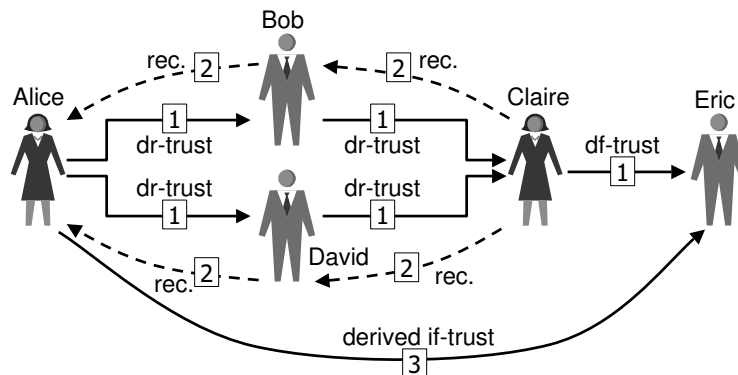 Bob
rec. 2 2 rec.
Alice Claire Eric
1 1 df-trust
dr-trust dr-trust 1
dr-trust dr-trust
1 1
David
rec. 2 2 rec.
derived if-trust
3